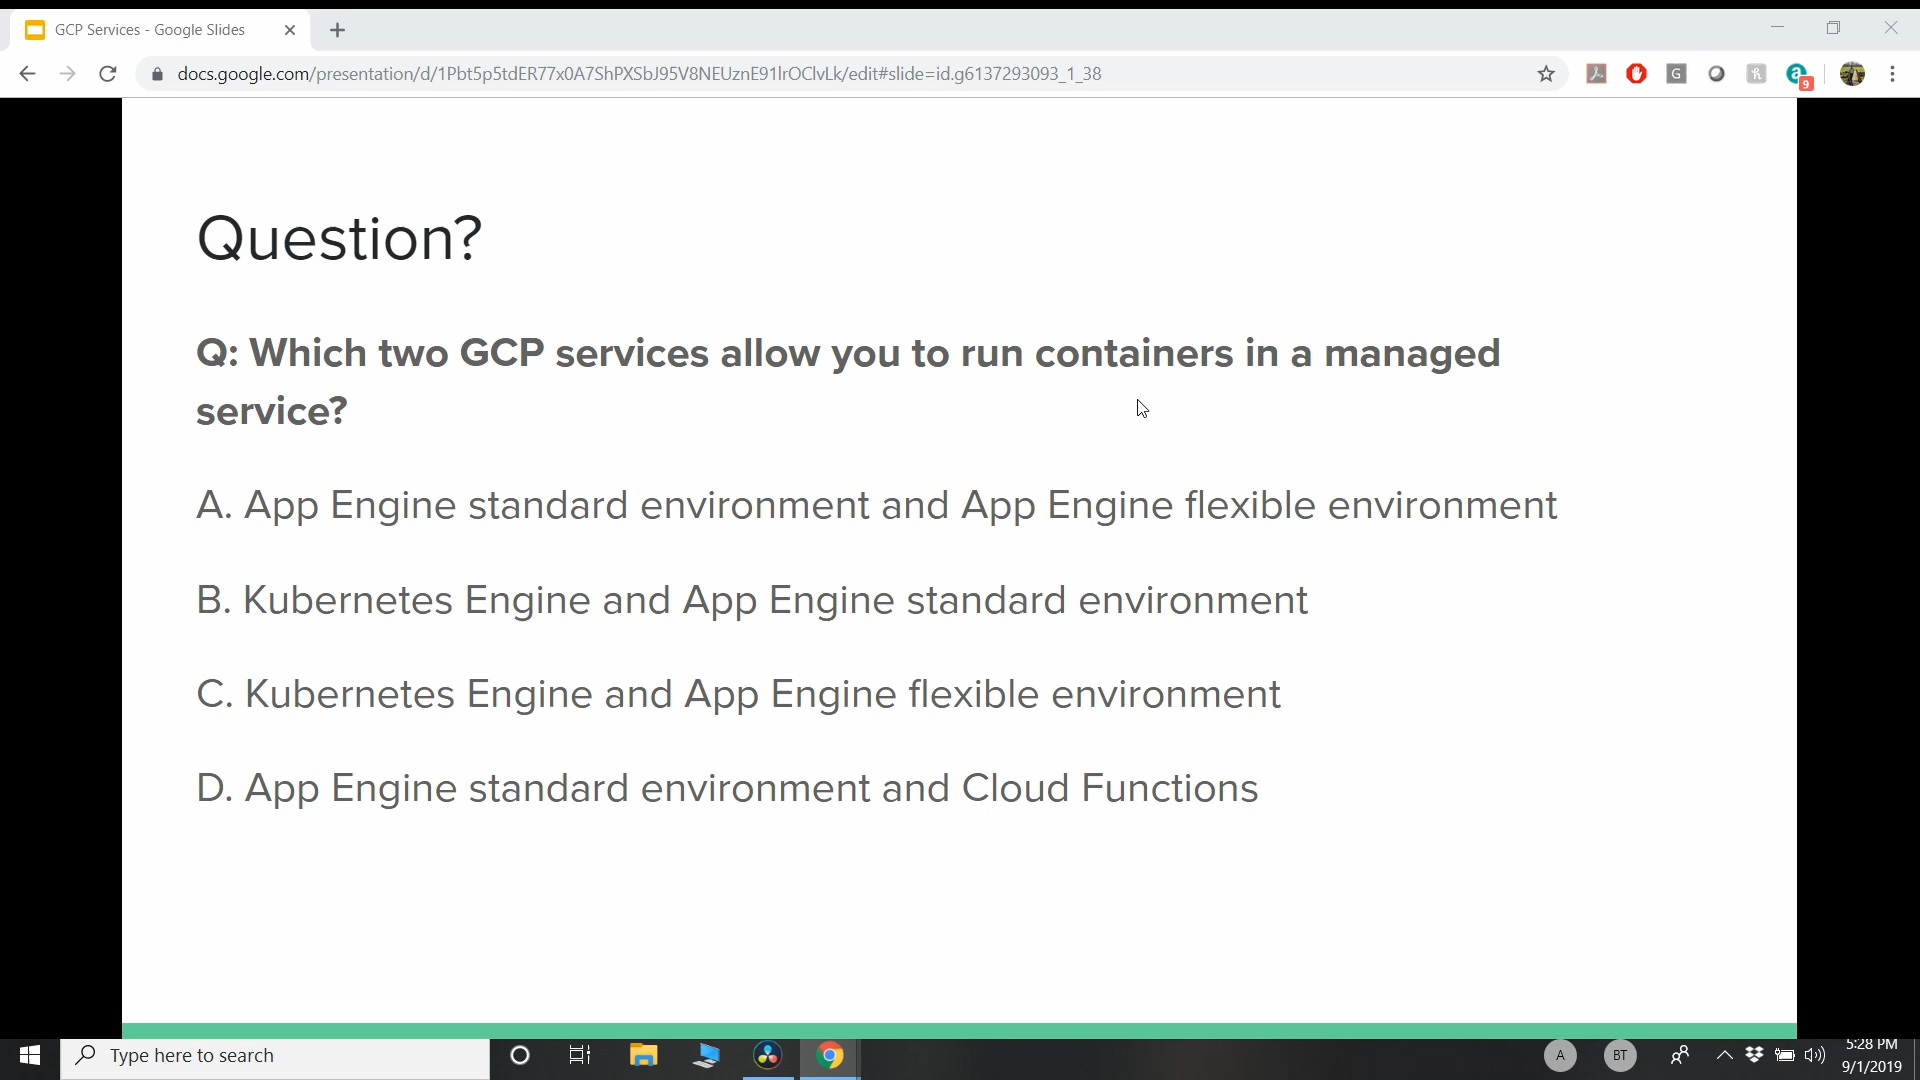 GCP Services - Google Slides
docs.google.com/presentation/d/1Pbt5p5tdER77x0A7ShPXSbJ95V8NEUznE91lrOClvLk/edit#slide=id.g6137293093_1_38
G
a
9
Question?
Q: Which two GCP services allow you to run containers in a managed
service?
A. App Engine standard environment and App Engine flexible environment
B. Kubernetes Engine and App Engine standard environment
C. Kubernetes Engine and App Engine flexible environment
D. App Engine standard environment and Cloud Functions
Type here to search
A
BT
5:28 PM
9/1/2019